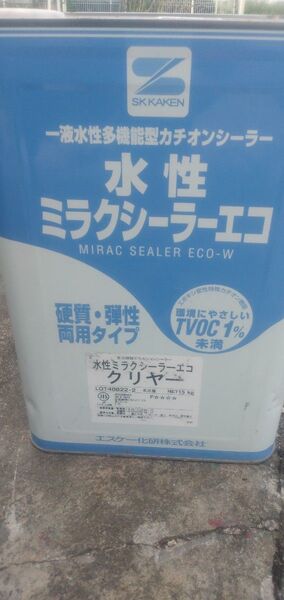 SK KAKEN
一液水性多機能型カチオンシーラー
水性
ミラクシーラーエコ
MIRAC SEALER ECO-W
硬質・弾性
両用タイプ
環境にやさしい
TVOC 1%
未満
水性ミラクシーラーエコ
クリヤー
エスケー化研株式会社